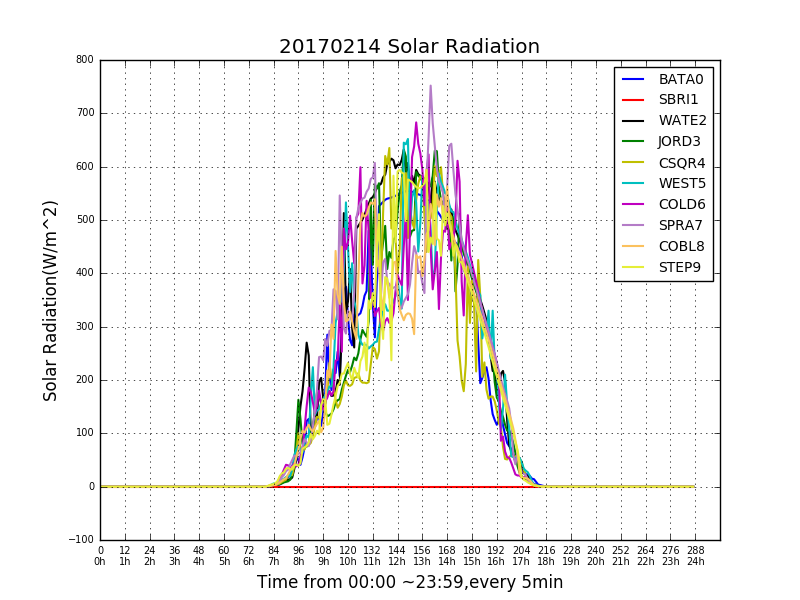 20170214 Solar Radiation
800
700
600
500
400
300
200
100
0
−100
Solar Radiation(W/m^2)
BATA0
SBRI1
WATE2
JORD3
CSQR4
WEST5
COLD6
SPRA7
COBL8
STEP9
0 12 24 36 48 60 72 84 96 108 120 132 144 156 168 180 192 204 216 228 240 252 264 276 288
0h 1h 2h 3h 4h 5h 6h 7h 8h 9h 10h 11h 12h 13h 14h 15h 16h 17h 18h 19h 20h 21h 22h 23h 24h
Time from 00:00 ~23:59,every 5min